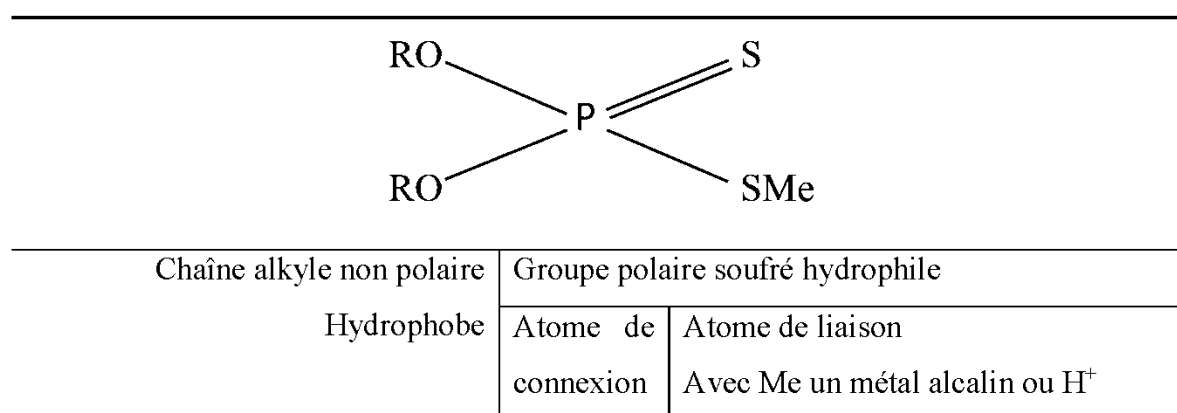 RO S
P
RO SMe
Chaîne alkyle non polaire Groupe polaire soufré hydrophile
Hydrophobe Atome de Atome de liaison
connexion Avec Me un métal alcalin ou H⁺